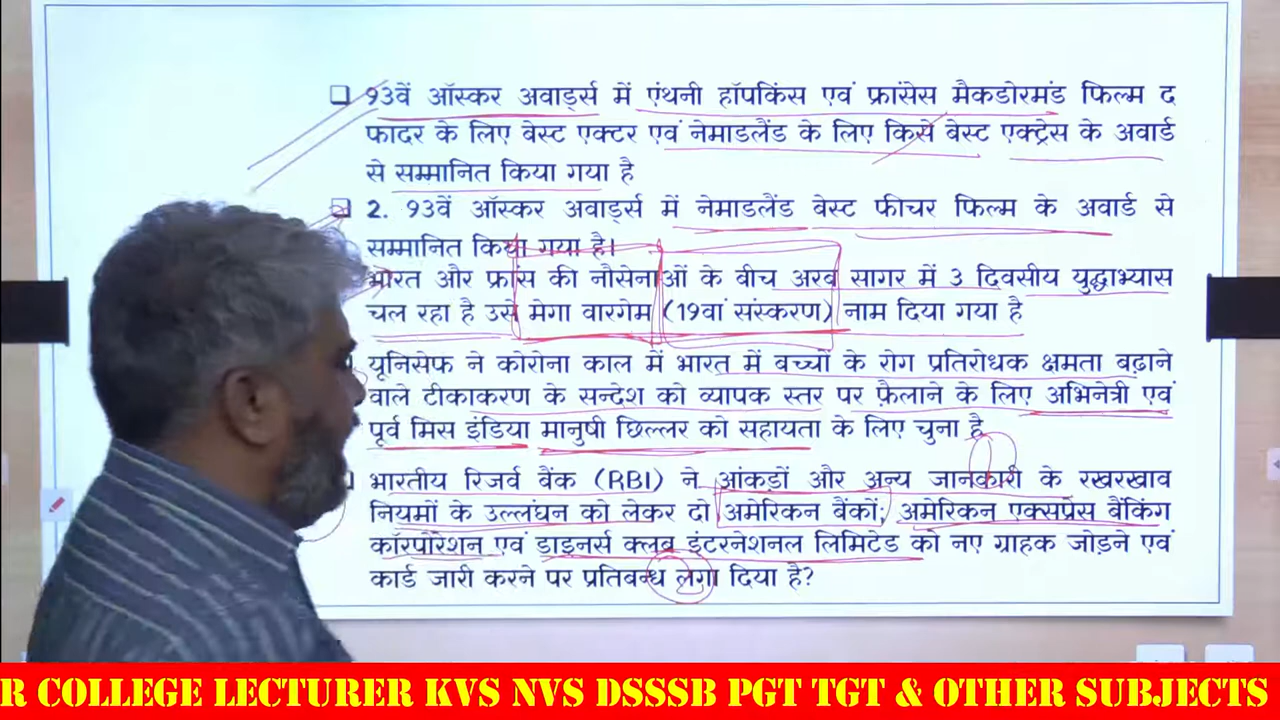 93वें ऑस्कर अवाड्र्स में एंथनी हॉपकिंस एवं फ्रांसेस मैकडोरमंड फिल्म द
फादर के लिए बेस्ट एक्टर एवं नेमाडलैंड के लिए किसे बेस्ट एक्ट्रेस के अवार्ड
से सम्मानित किया गया है
2. 93वें ऑस्कर अवाड्र्स में नेमाडलैंड बेस्ट फीचर फिल्म के अवार्ड से
सम्मानित किया गया है।
भारत और फ्रांस की नौसेनाओं के बीच अरब सागर में 3 दिवसीय युद्धाभ्यास
चल रहा है उसे मेगा वारगेम (19वां संस्करण) नाम दिया गया है
यूनिसेफ ने कोरोना काल में भारत में बच्चों के रोग प्रतिरोधक क्षमता बढ़ाने
वाले टीकाकरण के सन्देश को व्यापक स्तर पर फ़ैलाने के लिए अभिनेत्री एवं
पूर्व मिस इंडिया मानुषी छिल्लर को सहायता के लिए चुना है
भारतीय रिजर्व बैंक (RBI) ने आंकड़ों और अन्य जानकारी के रखरखाव
नियमों के उल्लंघन को लेकर दो अमेरिकन बैंकों; अमेरिकन एक्सप्रेस बैंकिंग
कॉरपोरेशन एवं डाइनर्स क्लब इंटरनेशनल लिमिटेड को नए ग्राहक जोड़ने एवं
कार्ड जारी करने पर प्रतिबन्ध लगा दिया है?
R COLLEGE LECTURER KVS NVS DSSSB PGT TGT & OTHER SUBJECTS